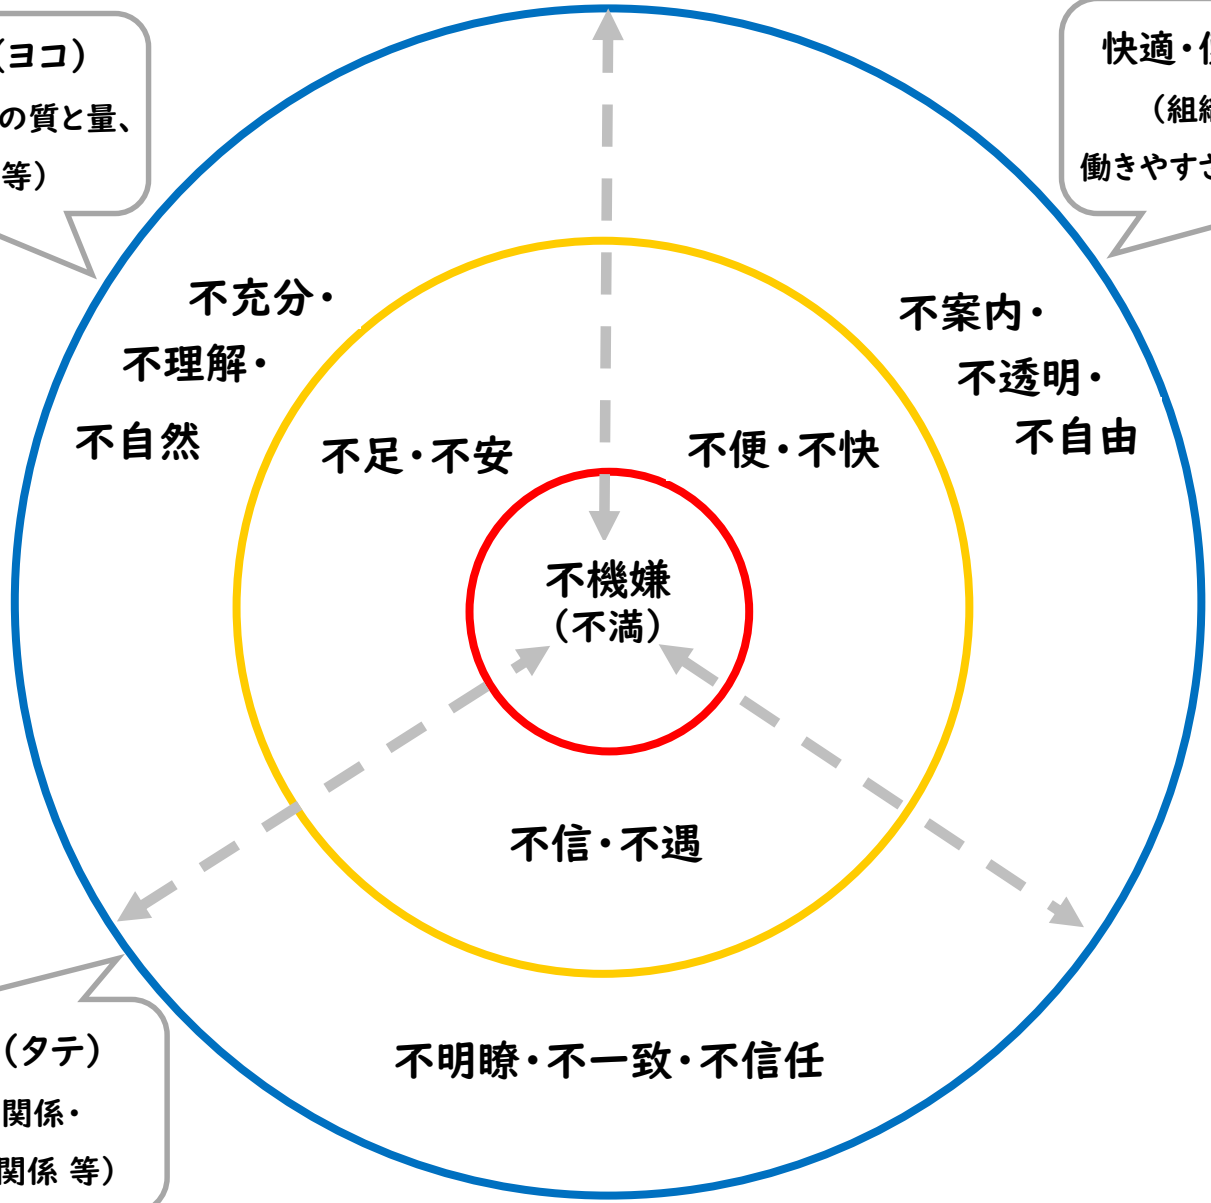 (ヨコ)
の質と量、
等)
快適・
(組
働きやすさ
不充分・
不理解・
不自然
不案内・
不透明・
不自由
不足・不安
不便・不快
不機嫌
(不満)
不信・不遇
不明瞭・不一致・不信任
(タテ)
関係・
関係 等)